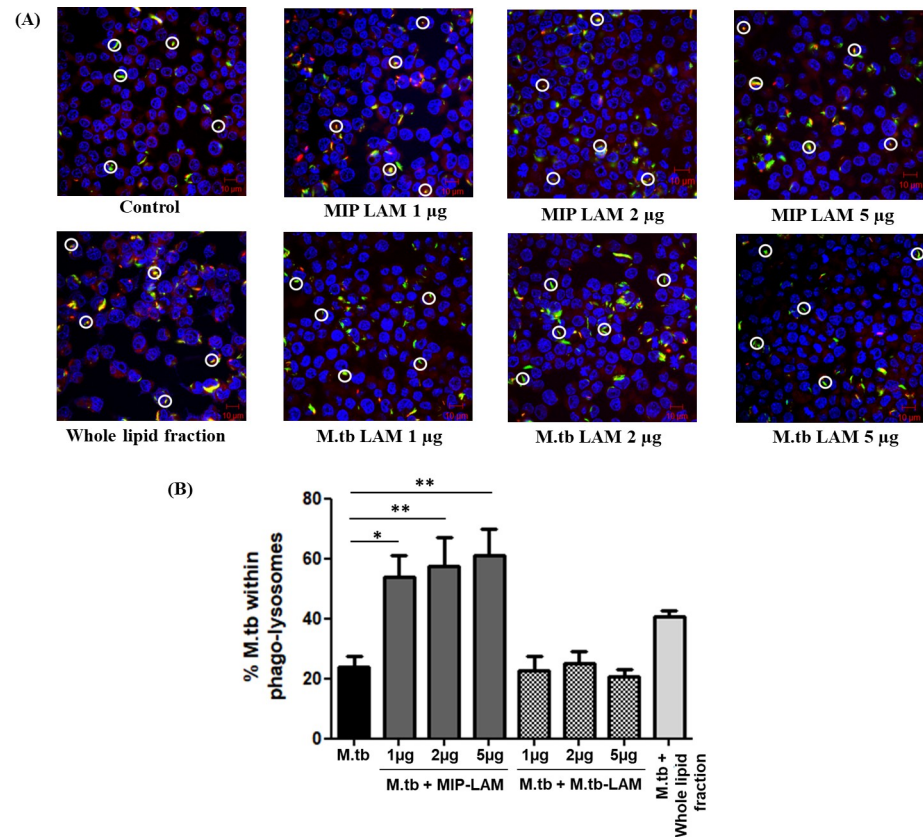 (A)
10 µm
10 µm
10 µm
10 µm
Control
MIP LAM 1 µg
MIP LAM 2 µg
MIP LAM 5 µg
10 µm
10 µm
10 µm
10 µm
Whole lipid fraction
M.tb LAM 1 µg
M.tb LAM 2 µg
M.tb LAM 5 µg
(B)
% M.tb within
phago-lysosomes
80
60
40
20
0
**
**
*
M.tb
1µg
2µg
5µg
1µg
2µg
5µg
M.tb + MIP-LAM
M.tb + M.tb-LAM
M.tb +
Whole lipid
fraction